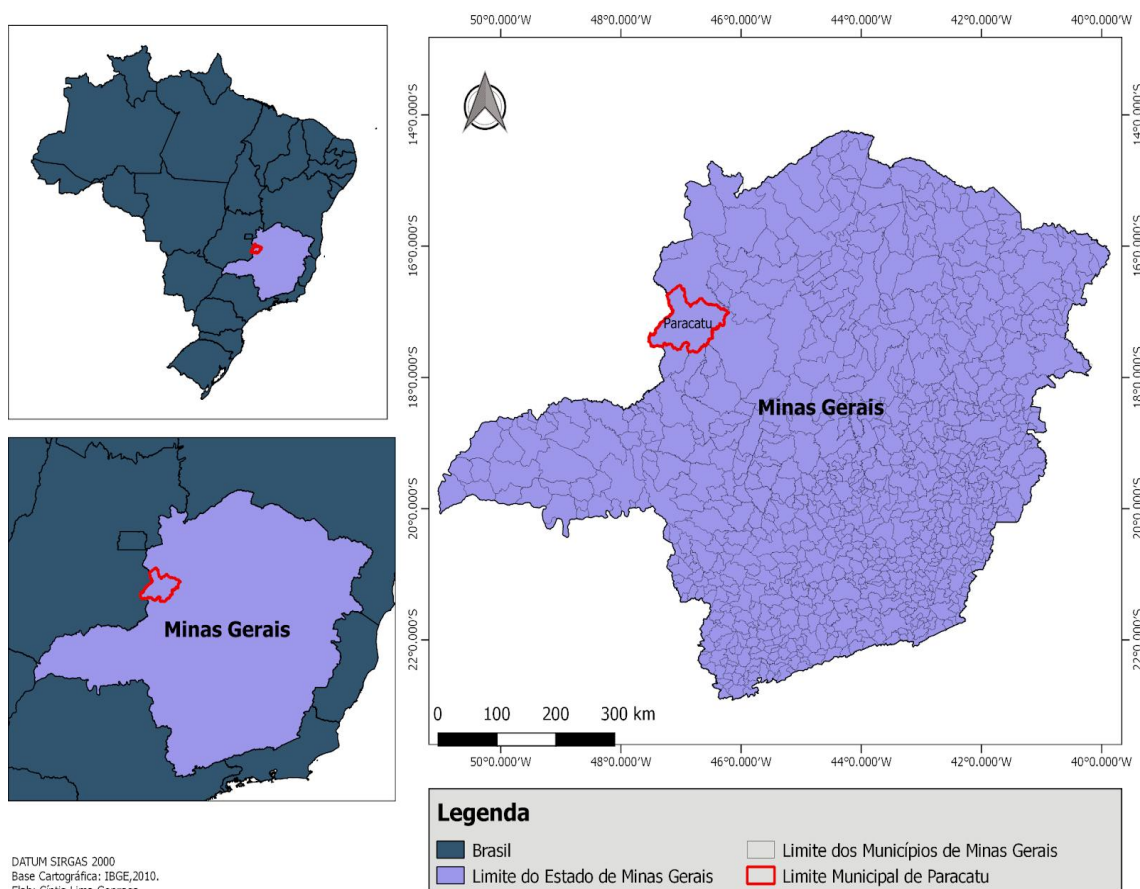 50°0.000'W 48°0.000'W 46°0.000'W 44°0.000'W 42°0.000'W 40°0.000'W
14°0.000'S
14°0.000'S
16°0.000'S
16°0.000'S
Paracatu
18°0.000'S
18°0.000'S
Minas Gerais
20°0.000'S
20°0.000'S
22°0.000'S
22°0.000'S
0 100 200 300 km
50°0.000'W 48°0.000'W 46°0.000'W 44°0.000'W 42°0.000'W 40°0.000'W
Minas Gerais
Legenda
Brasil
Limite dos Municípios de Minas Gerais
Limite do Estado de Minas Gerais
Limite Municipal de Paracatu
DATUM SIRGAS 2000
Base Cartográfica: IBGE,2010.